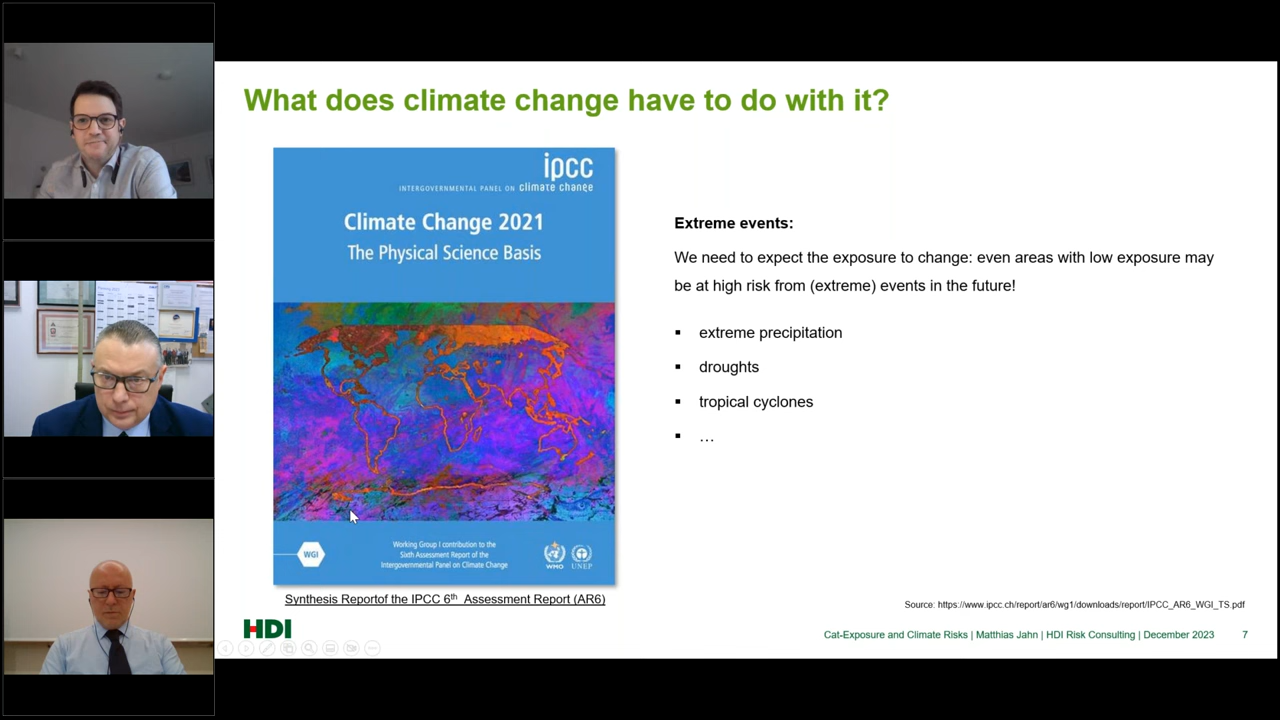 What does climate change have to do with it?
ipcc
INTERGOVERNMENTAL PANEL ON climate change
Climate Change 2021
The Physical Science Basis
WGI
Working Group I contribution to the
Sixth Assessment Report of the
Intergovernmental Panel on Climate Change
WMO
UNEP
Synthesis Reportof the IPCC 6th Assessment Report (AR6)
Extreme events:
We need to expect the exposure to change: even areas with low exposure may
be at high risk from (extreme) events in the future!
▪ extreme precipitation
▪ droughts
▪ tropical cyclones
▪ …
Source: https://www.ipcc.ch/report/ar6/wg1/downloads/report/IPCC_AR6_WGI_TS.pdf
HDI
Cat-Exposure and Climate Risks | Matthias Jahn | HDI Risk Consulting | December 2023 7